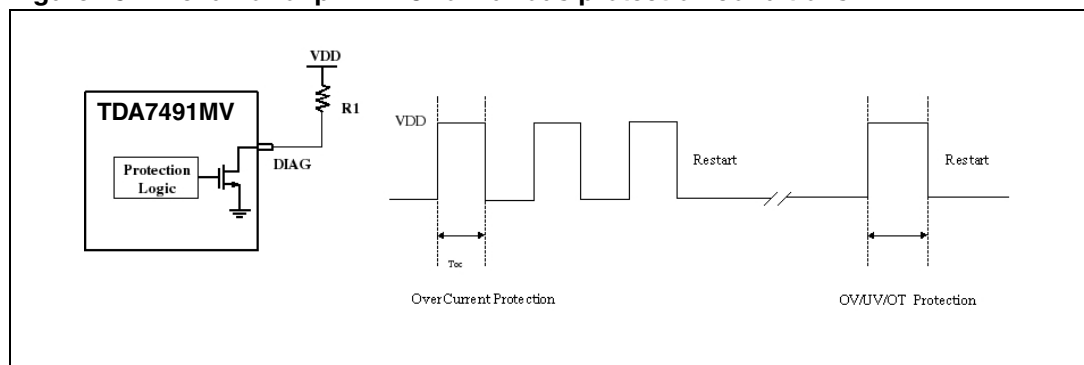 VDD
TDA7491MV
R1
DIAG
Protection
Logic
VDD
Restart
Restart
Toc
OverCurrent Protection
OV/UV/OT Protection